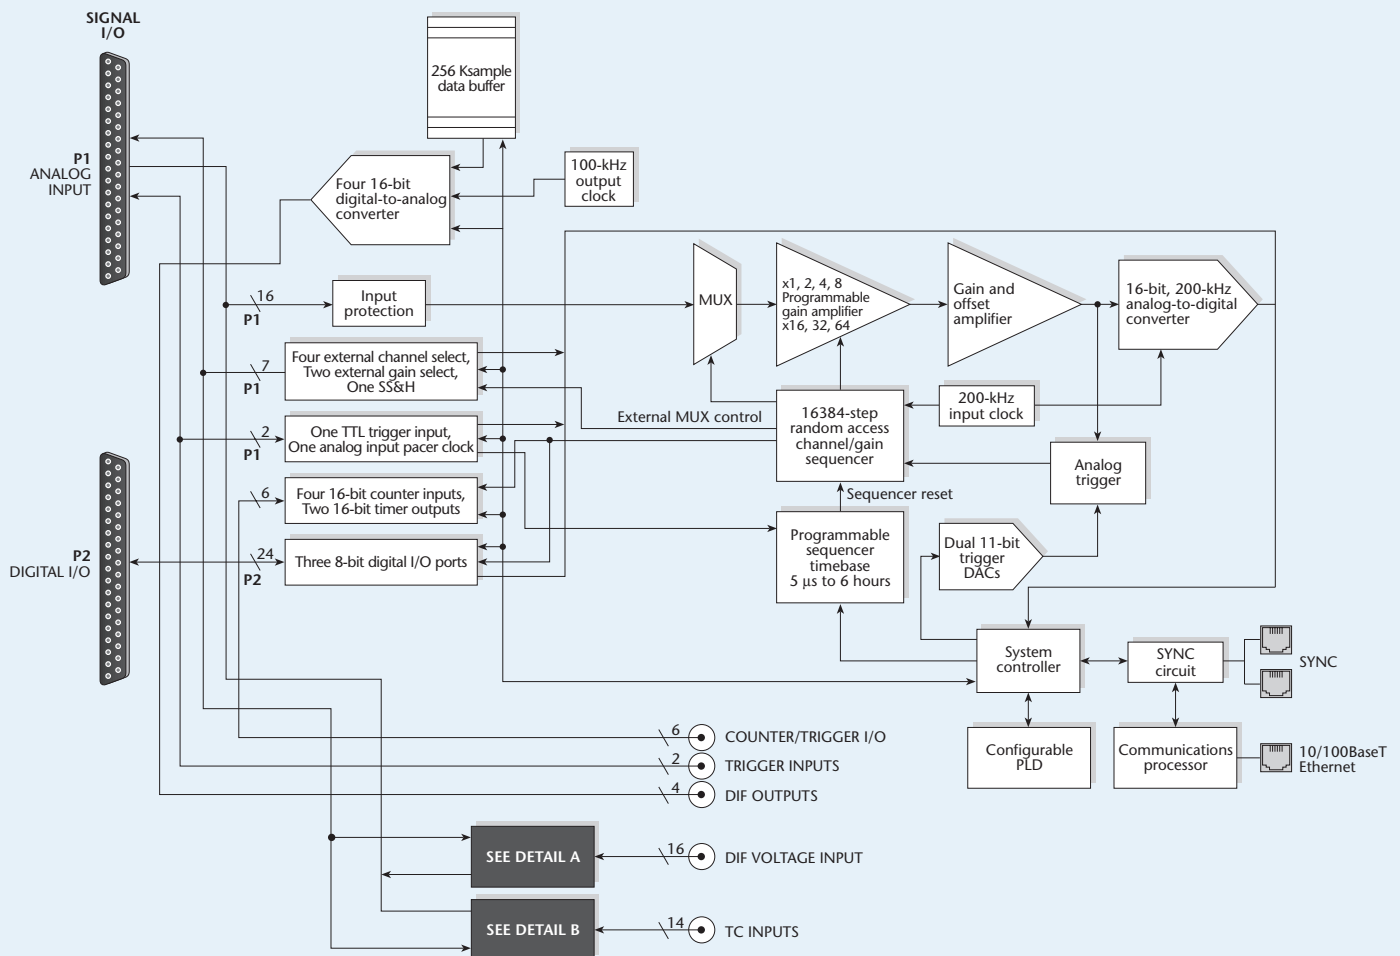 SIGNAL
I/O
P1
ANALOG
INPUT
256 Ksample
data buffer
Four 16-bit
digital-to-analog
converter
100-kHz
output
clock
16
P1
Input
protection
MUX
x1, 2, 4, 8
Programmable
gain amplifier
x16, 32, 64
Gain and
offset
amplifier
16-bit, 200-kHz
analog-to-digital
converter
7
P1
Four external channel select,
Two external gain select,
One SS&H
External MUX control
16384-step
random access
channel/gain
sequencer
200-kHz
input clock
2
P1
One TTL trigger input,
One analog input pacer clock
Analog
trigger
6
Four 16-bit counter inputs,
Two 16-bit timer outputs
Sequencer reset
P2
DIGITAL I/O
24
P2
Three 8-bit digital I/O ports
Programmable
sequencer
timebase
5 µs to 6 hours
Dual 11-bit
trigger
DACs
System
controller
SYNC
circuit
SYNC
Configurable
PLD
Communications
processor
10/100BaseT
Ethernet
6
COUNTER/TRIGGER I/O
2
TRIGGER INPUTS
4
DIF OUTPUTS
SEE DETAIL A
16
DIF VOLTAGE INPUT
SEE DETAIL B
14
TC INPUTS